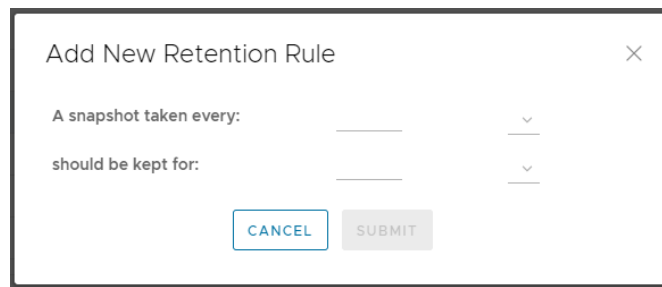 Add New Retention Rule
A snapshot taken every:
should be kept for:
CANCEL SUBMIT